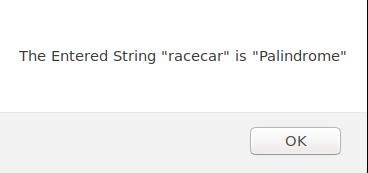 The Entered String "racecar" is "Palindrome"
OK